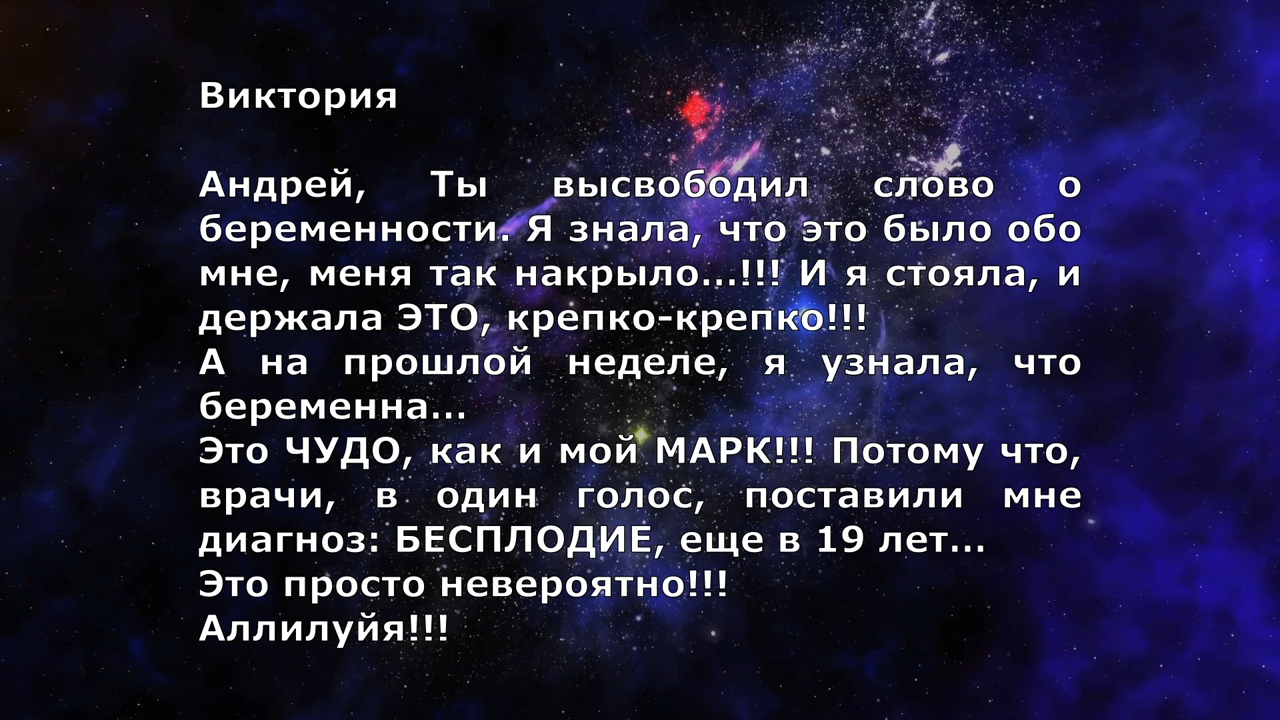 Виктория
Андрей, Ты высвободил слово о
беременности. Я знала, что это было обо
мне, меня так накрыло...!!! И я стояла, и
держала ЭТО, крепко-крепко!!!
А на прошлой неделе, я узнала, что
беременна...
Это ЧУДО, как и мой МАРК!!! Потому что,
врачи, в один голос, поставили мне
диагноз: БЕСПЛОДИЕ, еще в 19 лет...
Это просто невероятно!!!
Аллилуйя!!!